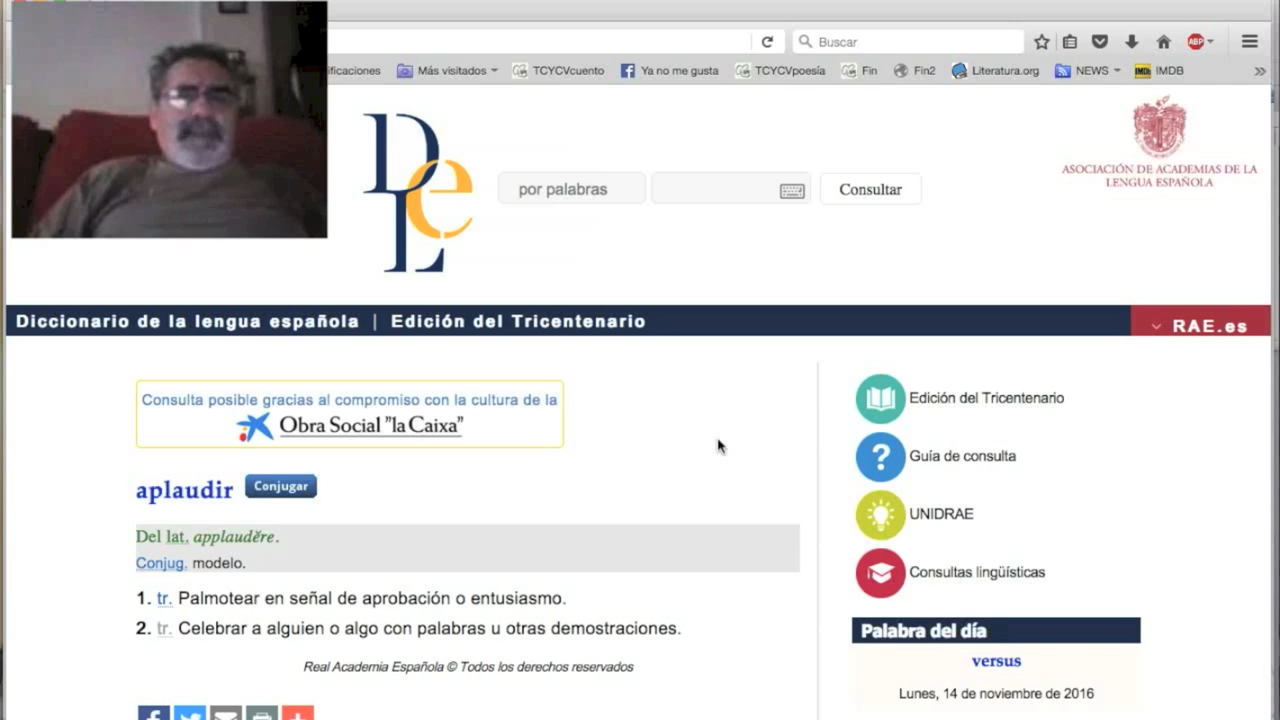 Buscar
ificaciones
Más visitados
TCYCVcuento
Ya no me gusta
TCYCVpoesía
Fin
Fin2
Literatura.org
NEWS
IMDB
DLe
por palabras
Consultar
ASOCIACIÓN DE ACADEMIAS DE LA
LENGUA ESPAÑOLA
Diccionario de la lengua española | Edición del Tricentenario
RAE.es
Consulta posible gracias al compromiso con la cultura de la
Obra Social "la Caixa"
aplaudir
Conjugar
Del lat. applaudĕre.
Conjug. modelo.
1. tr. Palmotear en señal de aprobación o entusiasmo.
2. tr. Celebrar a alguien o algo con palabras u otras demostraciones.
Real Academia Española © Todos los derechos reservados
Edición del Tricentenario
Guía de consulta
UNIDRAE
Consultas lingüísticas
Palabra del día
versus
Lunes, 14 de noviembre de 2016